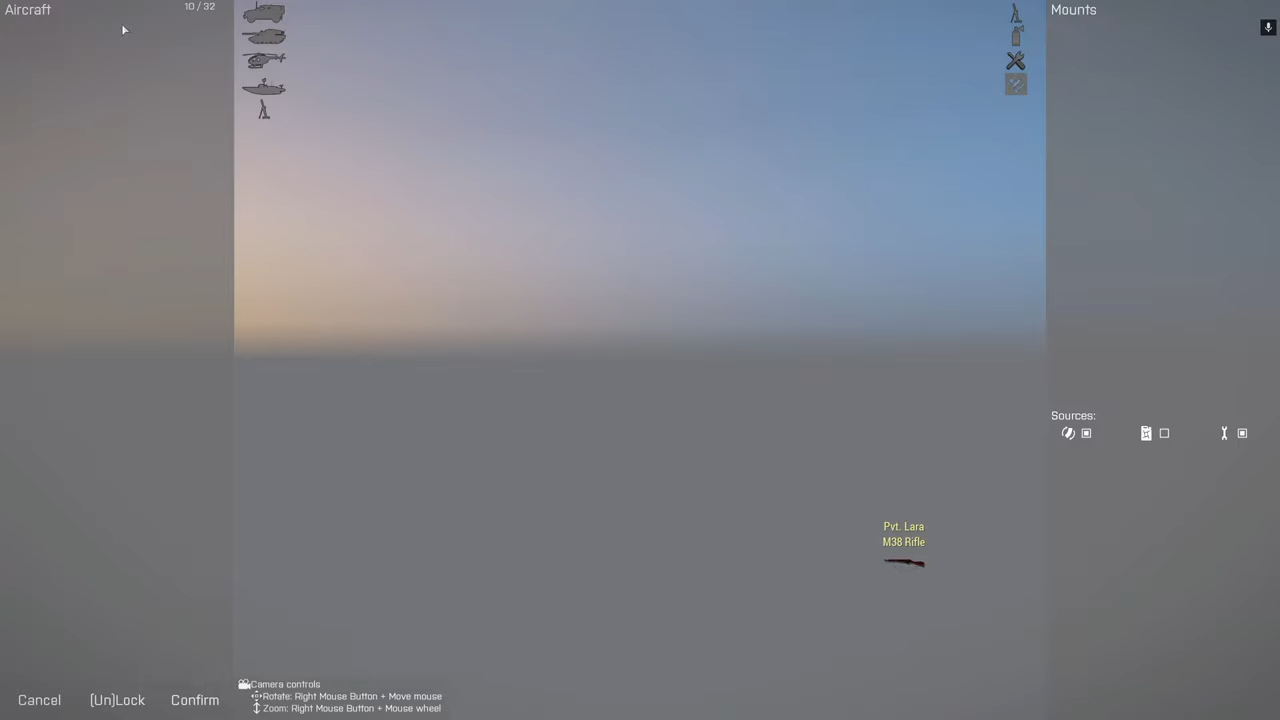 Aircraft
10 / 32
Mounts
Sources:
Pvt. Lara
M38 Rifle
Cancel
(Un)Lock
Confirm
Camera controls
Rotate: Right Mouse Button + Move mouse
Zoom: Right Mouse Button + Mouse wheel